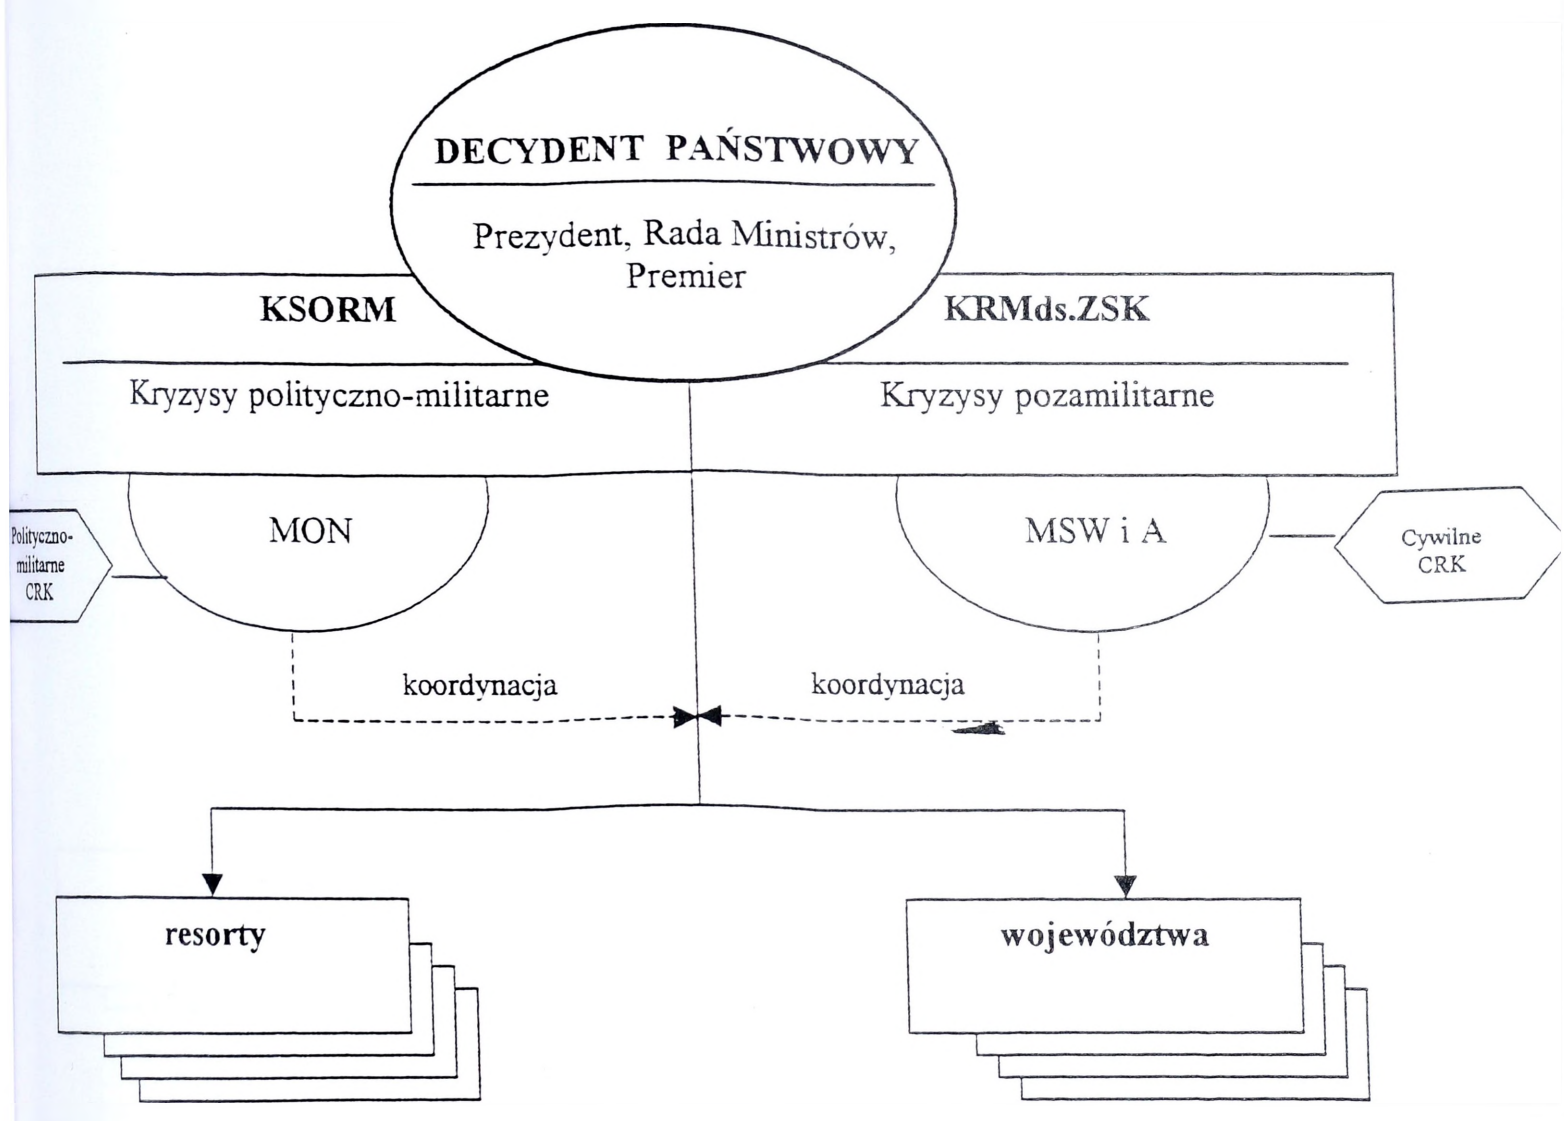 DECYDENT PAŃSTWOWY
Prezydent, Rada Ministrów,
Premier
KSORM
KRMds.ZSK
Kryzysy polityczno-militarne
Kryzysy pozamilitarne
MON
MSW i A
Polityczno-
militarne
CRK
Cywilne
CRK
koordynacja
koordynacja
resorty
województwa